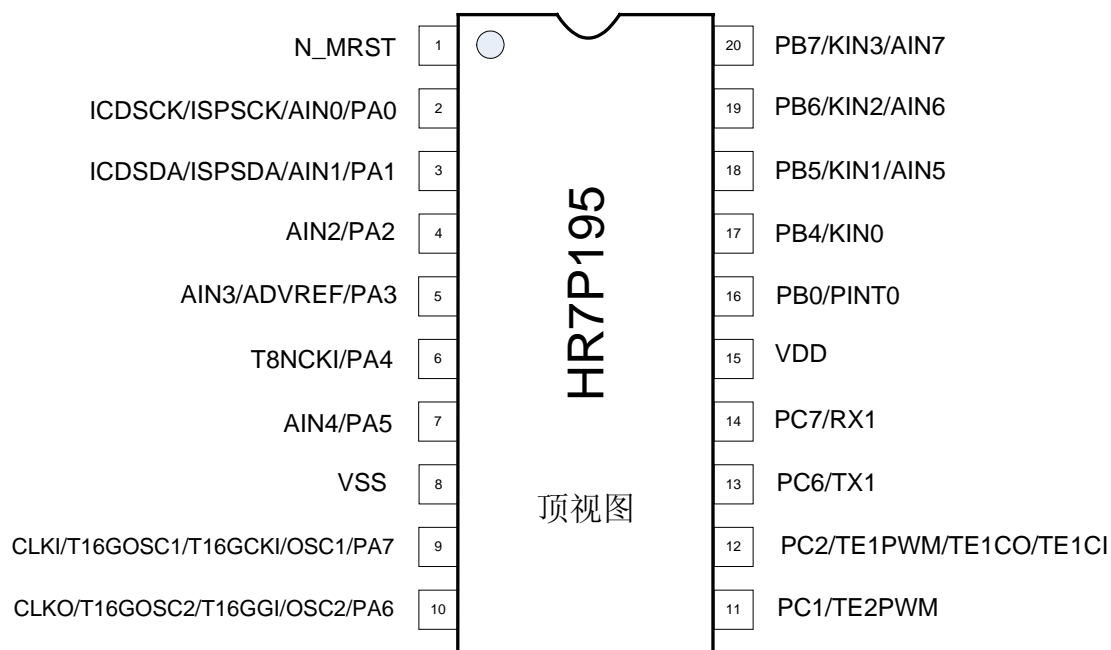 N_MRST 1 20 PB7/KIN3/AIN7
ICDSCK/ISPSCK/AIN0/PA0 2 19 PB6/KIN2/AIN6
ICDSDA/ISPSDA/AIN1/PA1 3 18 PB5/KIN1/AIN5
AIN2/PA2 4 17 PB4/KIN0
AIN3/ADVREF/PA3 5 16 PB0/PINT0
T8NCKI/PA4 6 15 VDD
AIN4/PA5 7 14 PC7/RX1
VSS 8 13 PC6/TX1
CLKI/T16GOSC1/T16GCKI/OSC1/PA7 9 12 PC2/TE1PWM/TE1CO/TE1CI
CLKO/T16GOSC2/T16GGI/OSC2/PA6 10 11 PC1/TE2PWM
HR7P195
顶视图